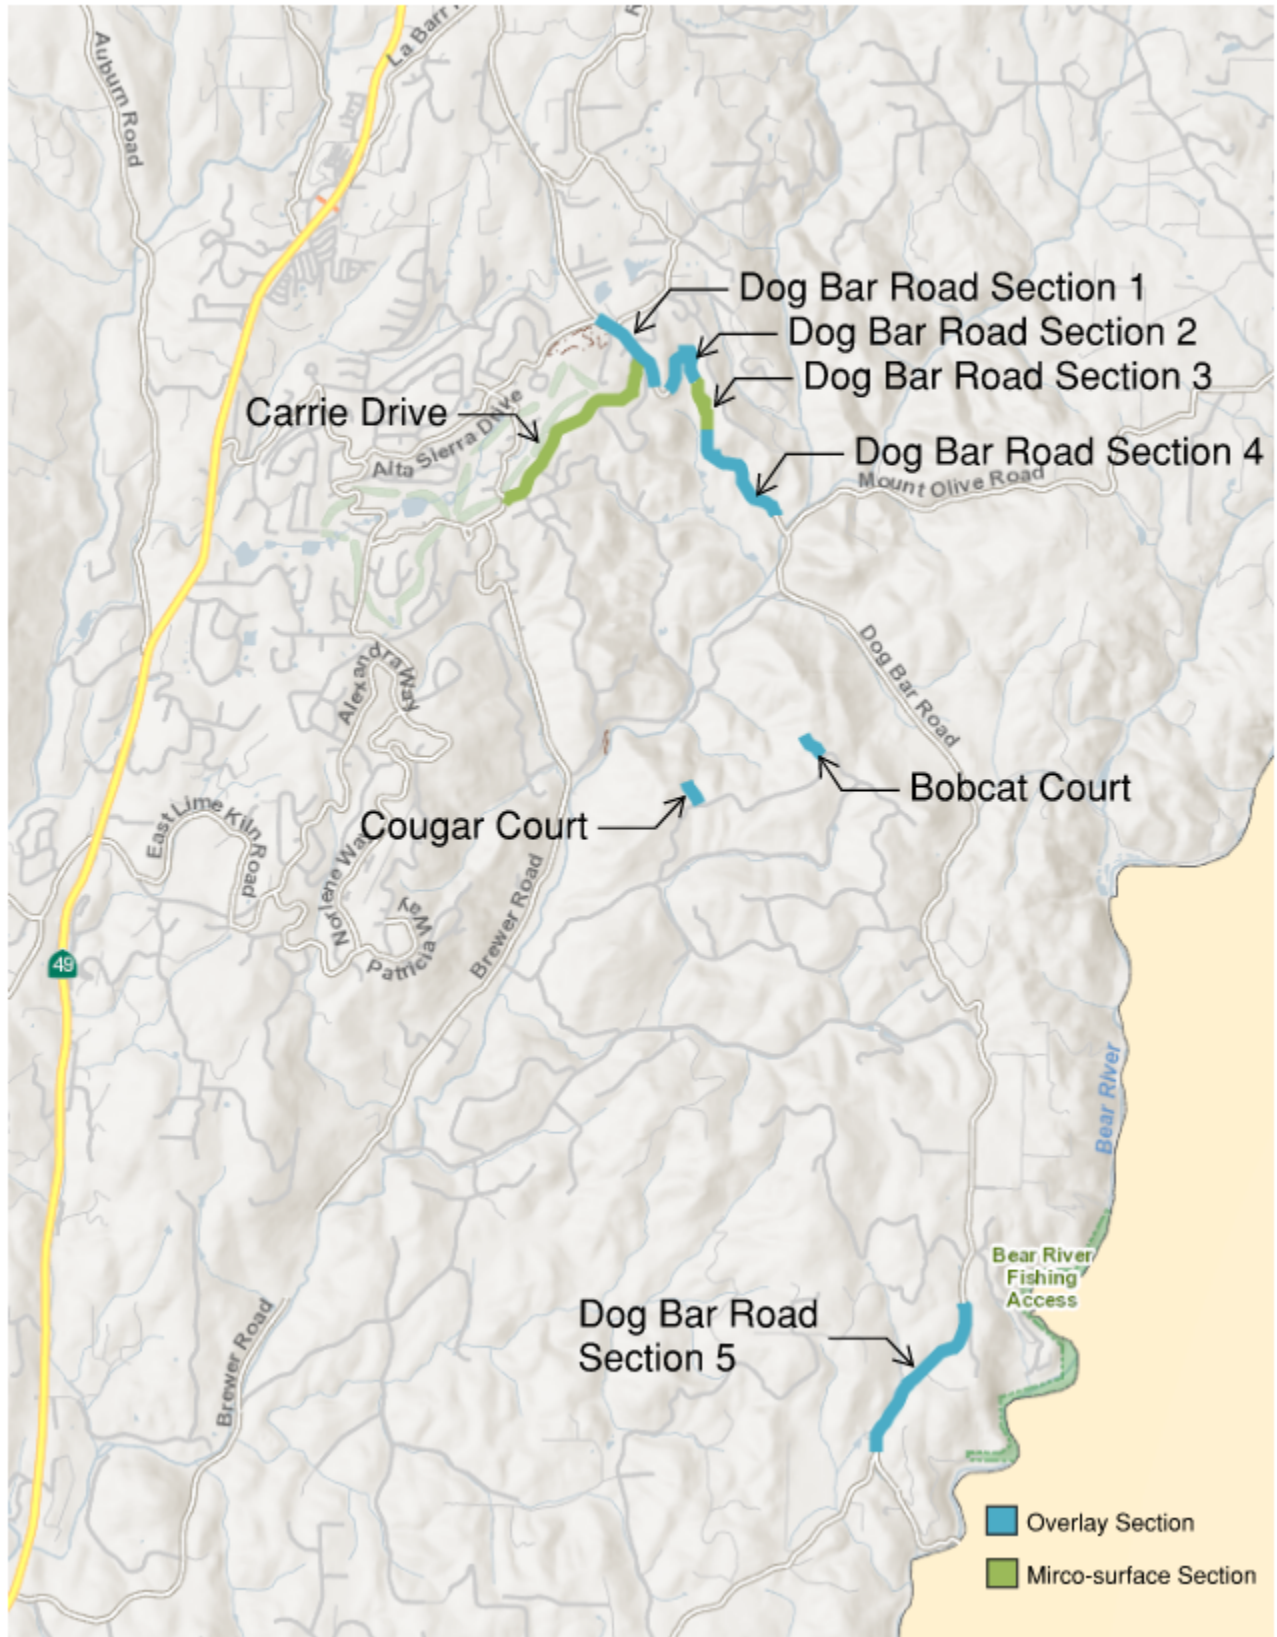 La Barr
R
Auburn Road
Dog Bar Road Section 1
Dog Bar Road Section 2
Dog Bar Road Section 3
Carrie Drive
Alta Sierra Drive
Dog Bar Road Section 4
Mount Olive Road
Dog Bar Road
Alexandra Way
Bobcat Court
Cougar Court
East Lime Kiln Road
Norlene Way
Patricia Way
Brewer Road
49
Bear River
Bear River
Fishing
Access
Dog Bar Road
Section 5
Brewer Road
Overlay Section
Mirco-surface Section